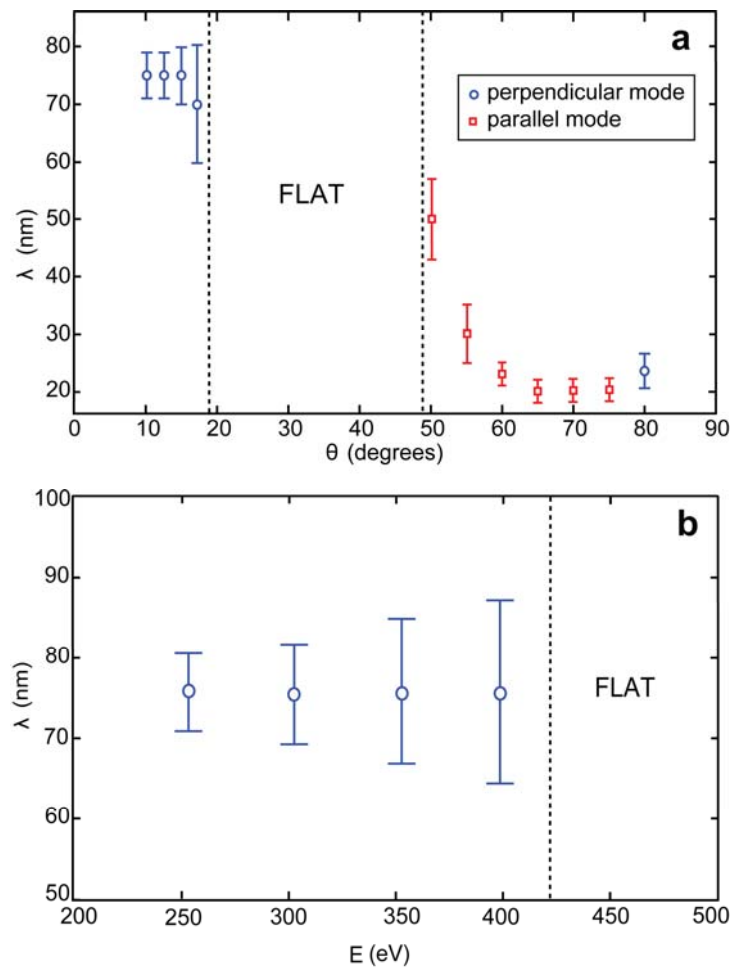 a
80
70
60
50
40
30
20
λ (nm)
perpendicular mode
parallel mode
FLAT
0 10 20 30 40 50 60 70 80 90
θ (degrees)
b
100
90
80
70
60
50
λ (nm)
FLAT
200 250 300 350 400 450 500
E (eV)